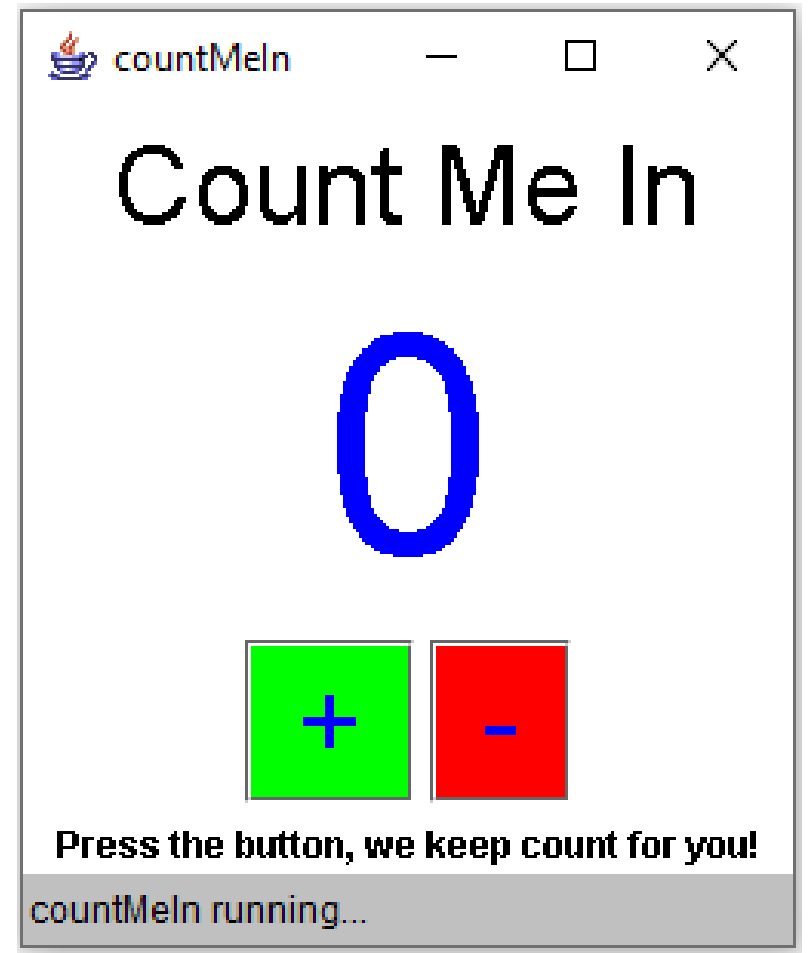 countMeIn
Count Me In
0
+ -
Press the button, we keep count for you!
countMeIn running...